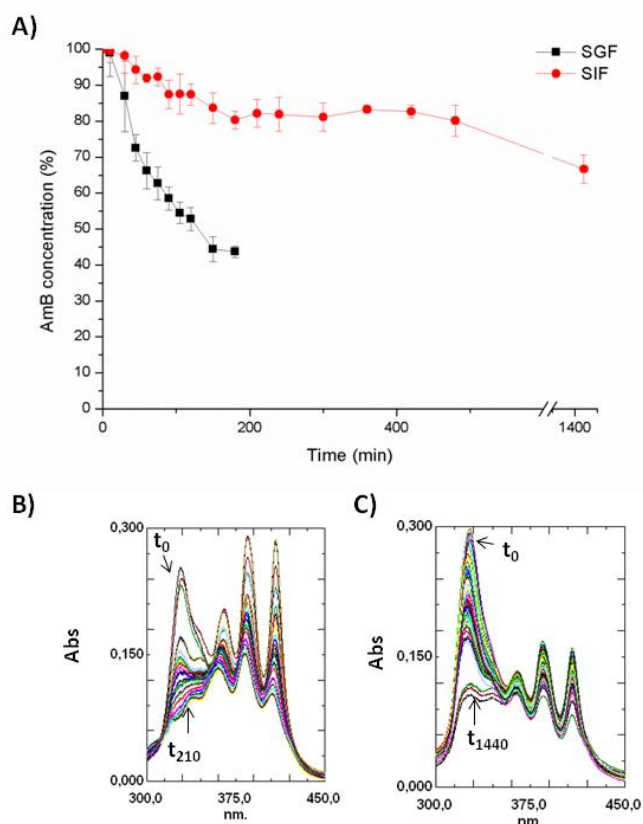 A)
SGF
SIF
AmB concentration (%)
100
90
80
70
60
50
40
30
20
10
0
0 200 400 1400
Time (min)
B)
0,300
t0
Abs
0,150
t210
0,000
300,0 375,0 450,0
nm.
C)
0,300
t0
Abs
0,150
t1440
0,000
300,0 375,0 450,0
nm.